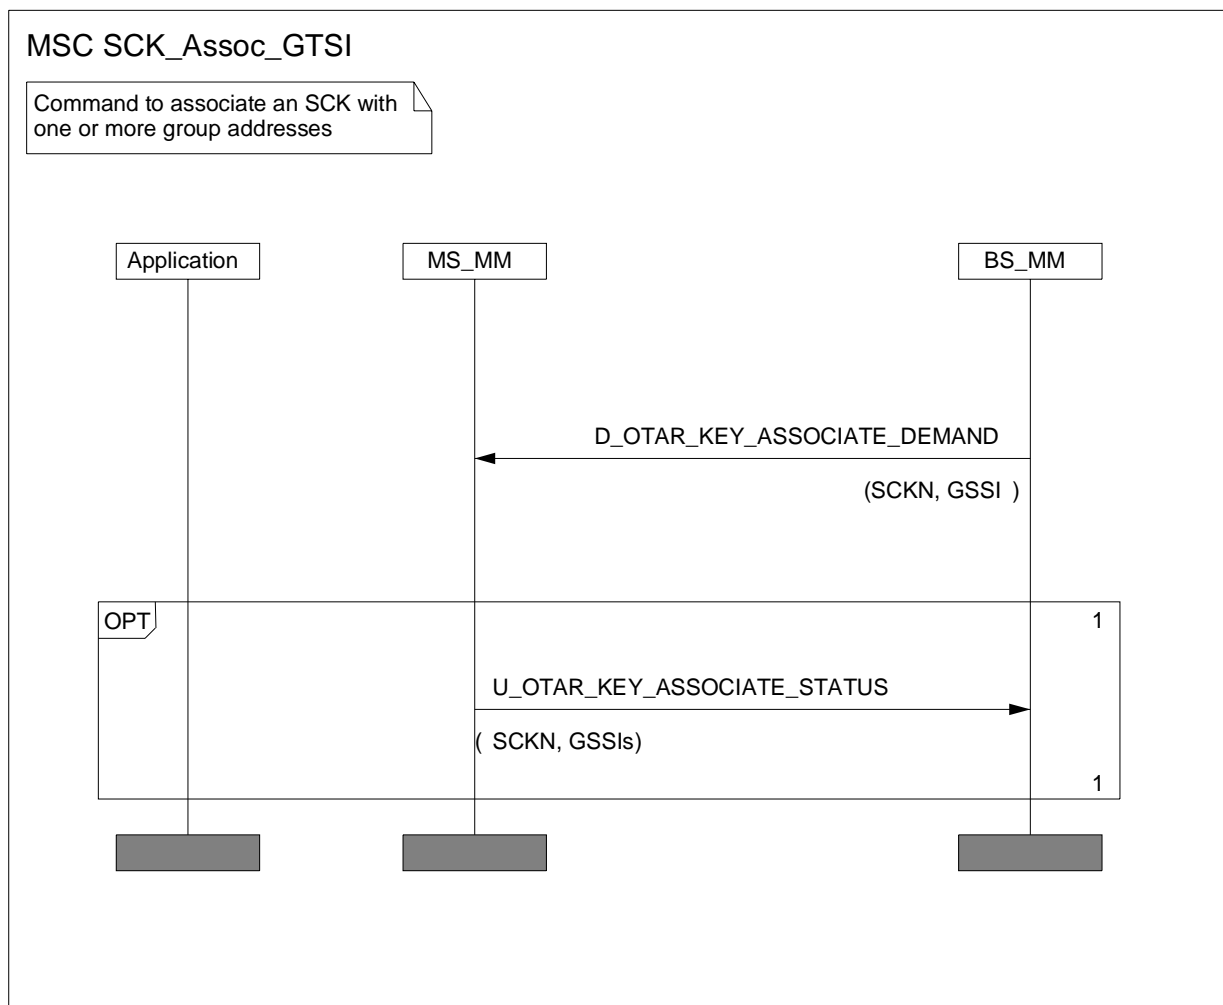 MSC SCK_Assoc_GTSI
Command to associate an SCK with
one or more group addresses
Application
MS_MM
BS_MM
D_OTAR_KEY_ASSOCIATE_DEMAND
(SCKN, GSSI )
OPT
1
U_OTAR_KEY_ASSOCIATE_STATUS
( SCKN, GSSIs)
1